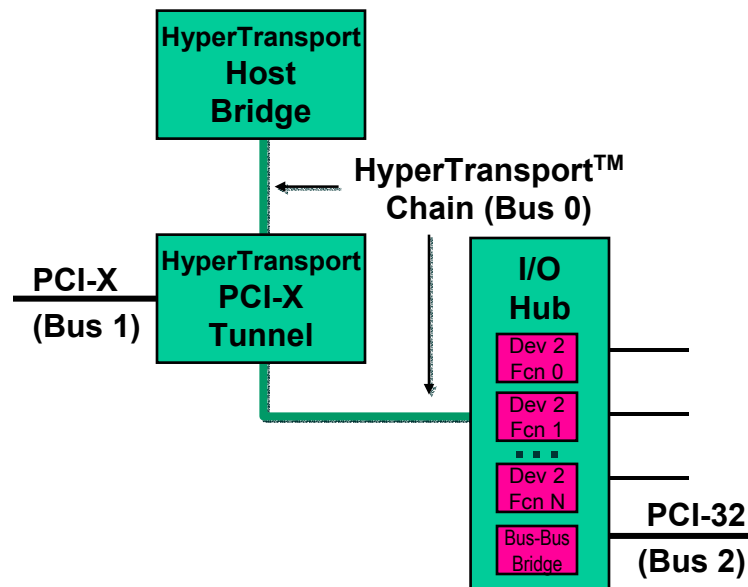 HyperTransport
Host
Bridge
HyperTransport™
Chain (Bus 0)
PCI-X
(Bus 1)
HyperTransport
PCI-X
Tunnel
I/O
Hub
Dev 2
Fcn 0
Dev 2
Fcn 1
...
Dev 2
Fcn N
Bus-Bus
Bridge
PCI-32
(Bus 2)